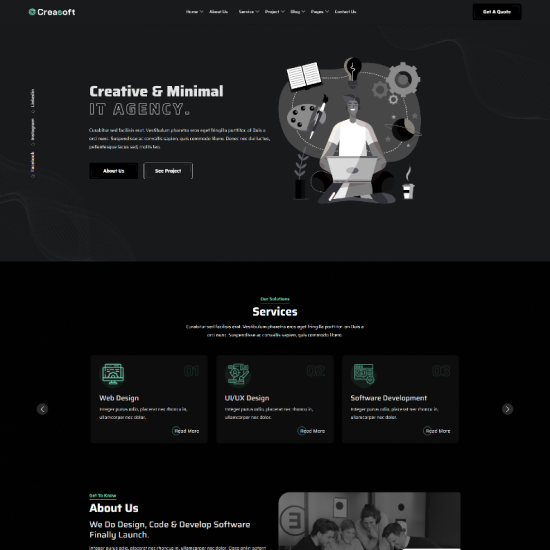 Creasoft
Home About Us Service Project Blog Pages Contact Us
Get A Quote
Facebook Instagram LinkedIn
Creative & Minimal
IT AGENCY.
Curabitur sed facilisis erat. Vestibulum pharetra eros eget fringilla porttitor. ut Duis a
orci nunc. Suspendisse ac convallis sapien, quis commodo libero. Donec nec dui luctus,
pellentesque lacus sed, mollis leo.
About Us See Project
Our Solutions
Services
Curabitur sed facilisis erat. Vestibulum pharetra eros eget fringilla porttitor. on Duis a
orci nunc. Suspendisse ac convallis sapien, quis commodo libero.
01
Web Design
Integer purus odio, placerat nec rhoncus in,
ullamcorper nec dolor.
Read More
02
UI/UX Design
Integer purus odio, placerat nec rhoncus in,
ullamcorper nec dolor.
Read More
03
Software Development
Integer purus odio, placerat nec rhoncus in,
ullamcorper nec dolor.
Read More
Get To Know
About Us
We Do Design, Code & Develop Software
Finally Launch.
Integer purus odio, placerat nec rhoncus in, ullamcorper nec dolor.